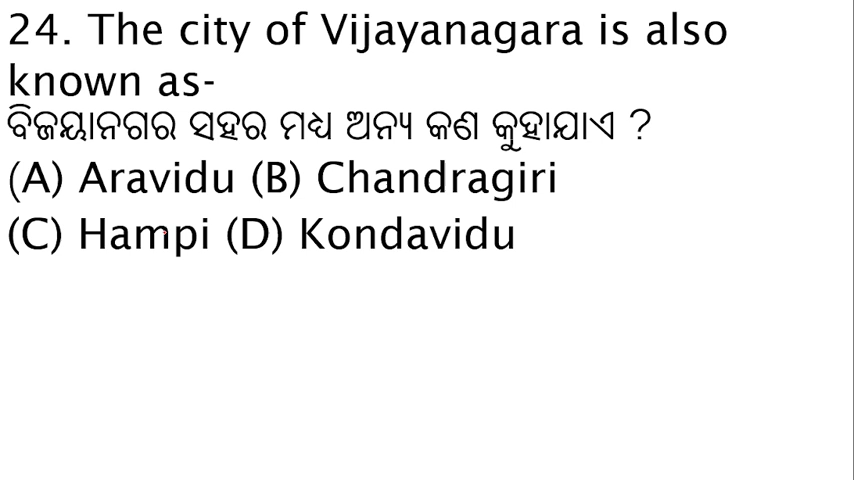 24. The city of Vijayanagara is also
known as-
ବିଜୟାନଗର ସହର ମଧ୍ୟ ଅନ୍ୟ କଣ କୁହାଯାଏ ?
(A) Aravidu (B) Chandragiri
(C) Hampi (D) Kondavidu